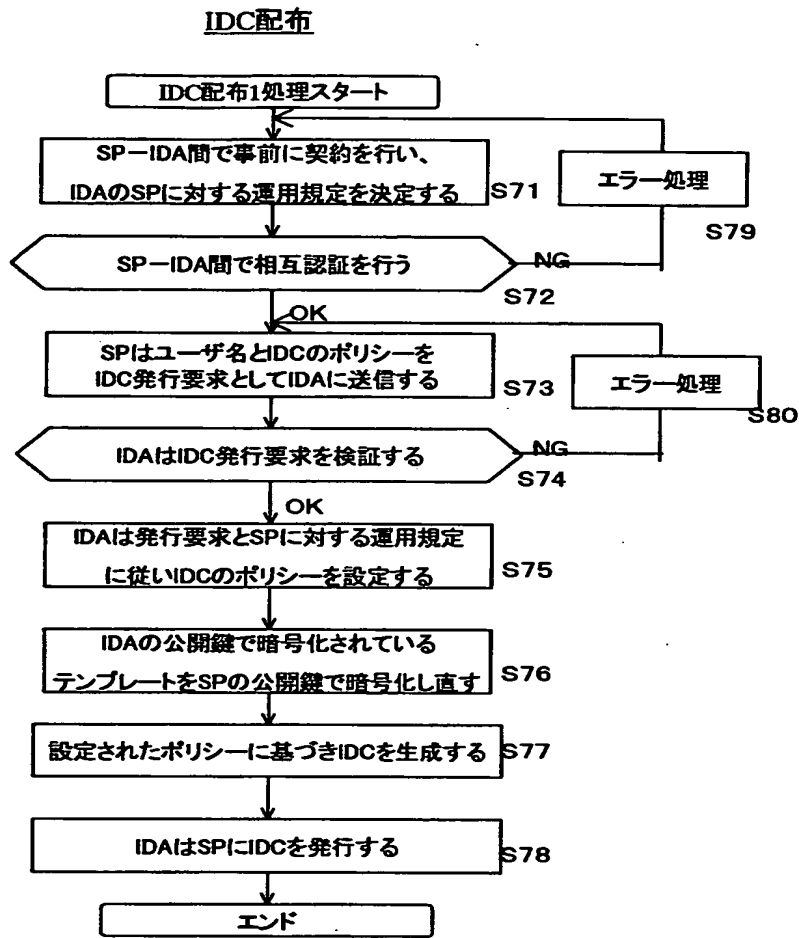 IDC配布
IDC配布1処理スタート
SP－IDA間で事前に契約を行い、
IDAのSPに対する運用規定を決定する
S71
エラー処理
S79
SP－IDA間で相互認証を行う
NG
S72
OK
SPはユーザ名とIDCのポリシーを
IDC発行要求としてIDAに送信する
S73
エラー処理
S80
IDAはIDC発行要求を検証する
NG
S74
OK
IDAは発行要求とSPに対する運用規定
に従いIDCのポリシーを設定する
S75
IDAの公開鍵で暗号化されている
テンプレートをSPの公開鍵で暗号化し直す
S76
設定されたポリシーに基づきIDCを生成する
S77
IDAはSPにIDCを発行する
S78
エンド